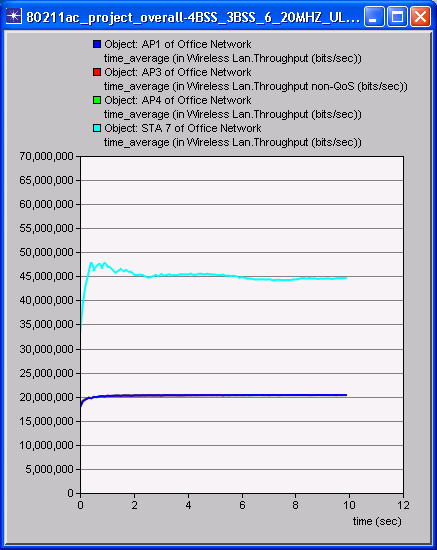 80211ac_project_overall-4BSS_3BSS_6_20MHZ_UL...
Object: AP1 of Office Network
time_average (in Wireless Lan.Throughput (bits/sec))
Object: AP3 of Office Network
time_average (in Wireless Lan.Throughput non-QoS (bits/sec))
Object: AP4 of Office Network
time_average (in Wireless Lan.Throughput (bits/sec))
Object: STA 7 of Office Network
time_average (in Wireless Lan.Throughput (bits/sec))
70,000,000
65,000,000
60,000,000
55,000,000
50,000,000
45,000,000
40,000,000
35,000,000
30,000,000
25,000,000
20,000,000
15,000,000
10,000,000
5,000,000
0
0 2 4 6 8 10 12
time (sec)